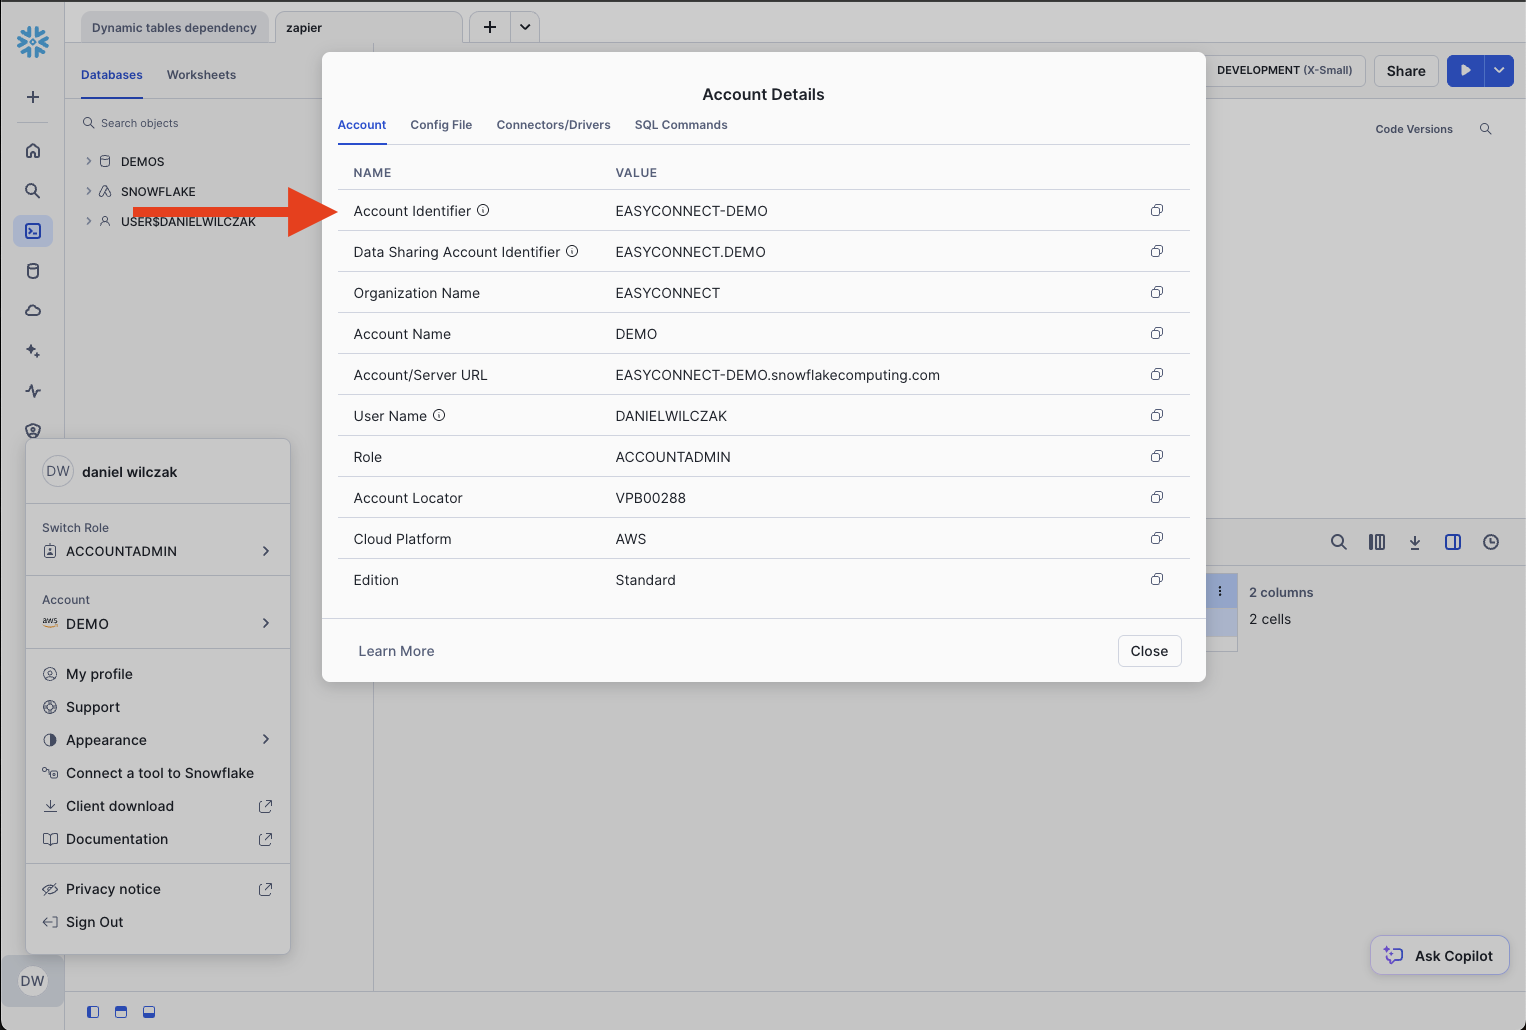 Dynamic tables dependency
zapier
Databases
Worksheets
Search objects
DEMOS
SNOWFLAKE
USER$DANIELWILCZAK
DEVELOPMENT (X-Small)
Share
Code Versions
Account Details
Account
Config File
Connectors/Drivers
SQL Commands
NAME
VALUE
Account Identifier
EASYCONNECT-DEMO
Data Sharing Account Identifier
EASYCONNECT.DEMO
Organization Name
EASYCONNECT
Account Name
DEMO
Account/Server URL
EASYCONNECT-DEMO.snowflakecomputing.com
User Name
DANIELWILCZAK
Role
ACCOUNTADMIN
Account Locator
VPB00288
Cloud Platform
AWS
Edition
Standard
Learn More
Close
DW
daniel wilczak
Switch Role
ACCOUNTADMIN
Account
aws
DEMO
My profile
Support
Appearance
Connect a tool to Snowflake
Client download
Documentation
Privacy notice
Sign Out
DW
2 columns
2 cells
Ask Copilot